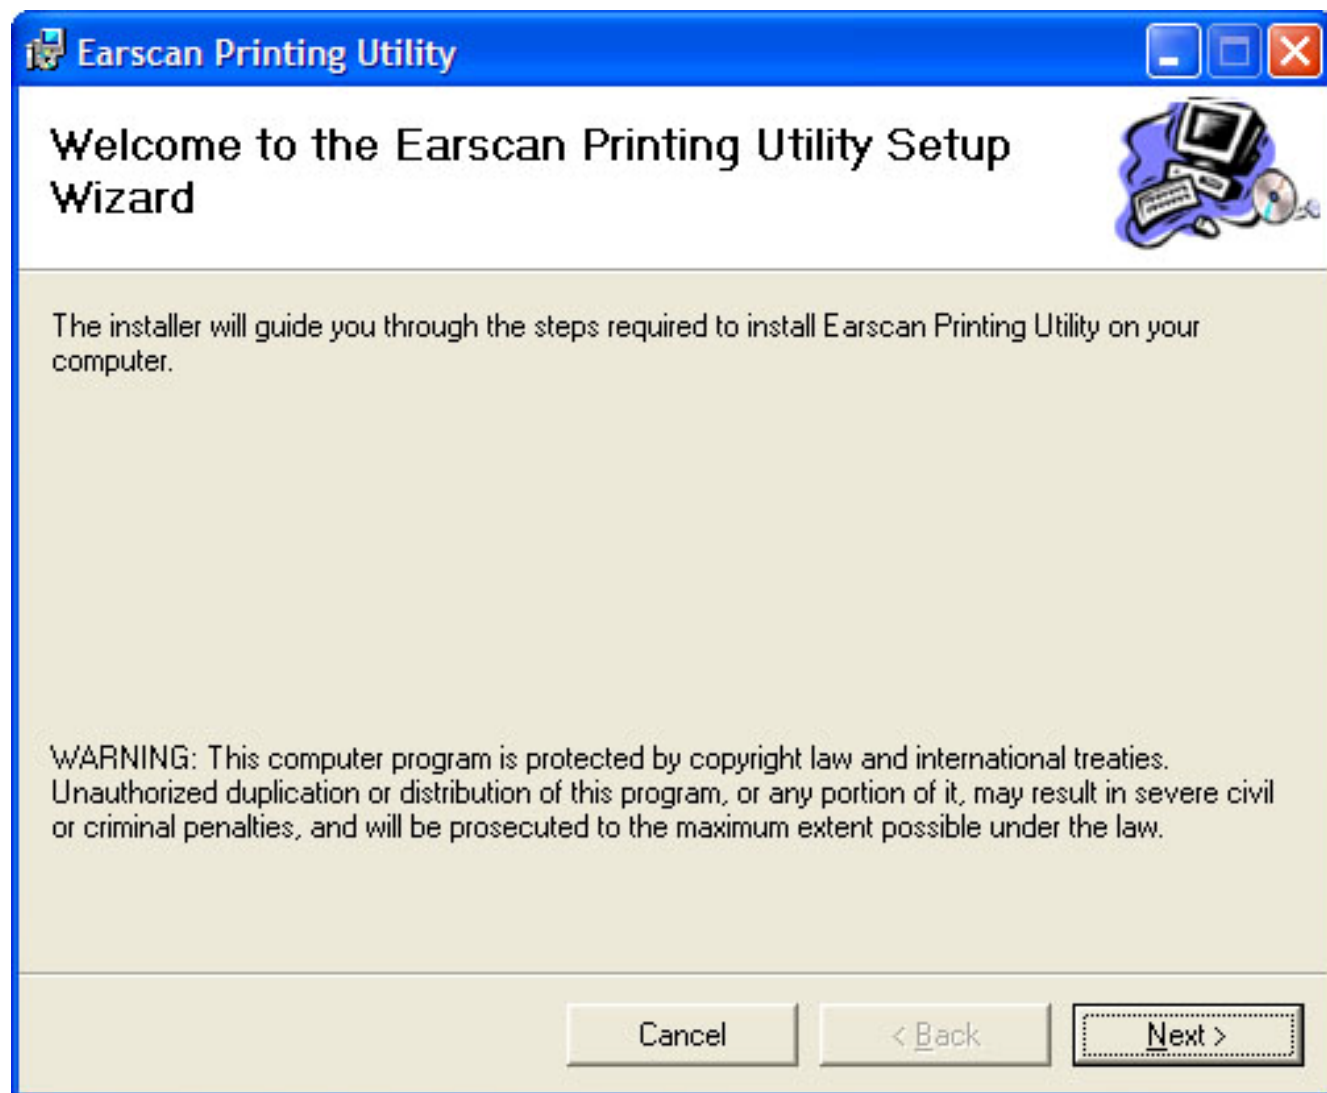 Earscan Printing Utility
Welcome to the Earscan Printing Utility Setup
Wizard
The installer will guide you through the steps required to install Earscan Printing Utility on your
computer.
WARNING: This computer program is protected by copyright law and international treaties.
Unauthorized duplication or distribution of this program, or any portion of it, may result in severe civil
or criminal penalties, and will be prosecuted to the maximum extent possible under the law.
Cancel
< Back
Next >